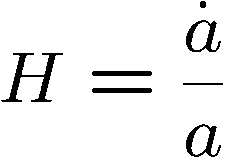 H = ȧ/a